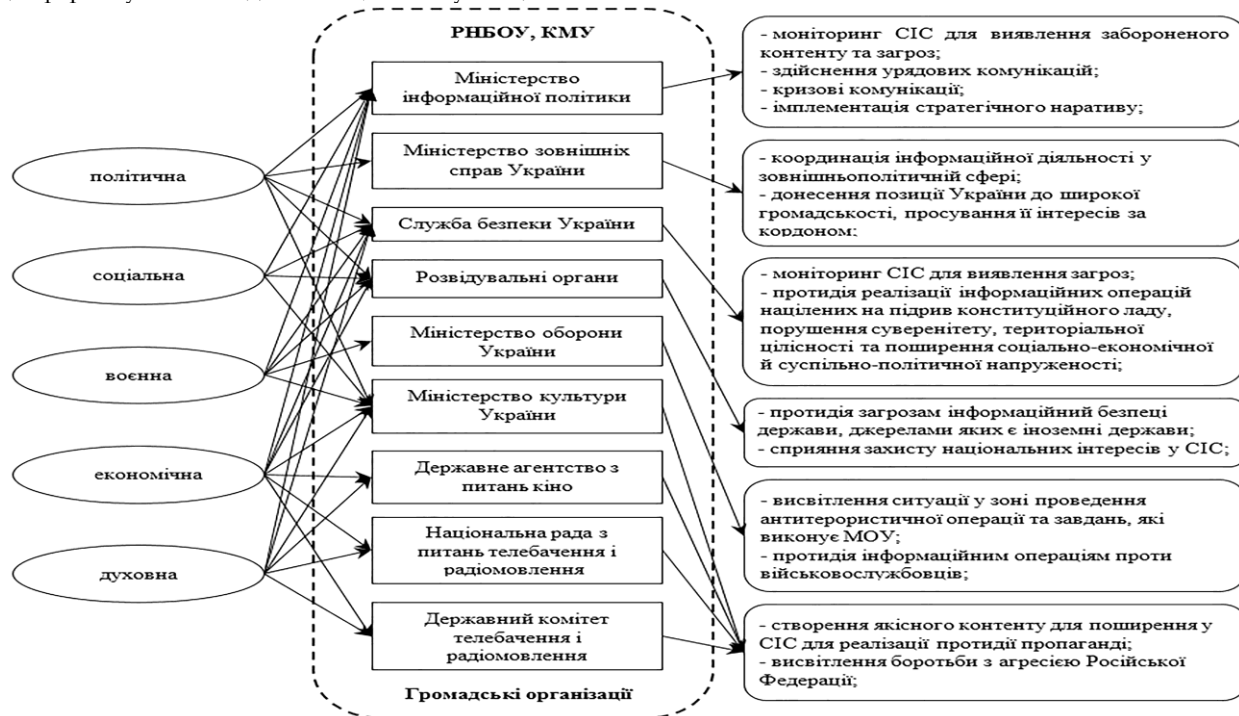 РНБОУ, КМУ
політична
соціальна
воєнна
економічна
духовна
Міністерство
інформаційної політики
Міністерство зовнішніх
справ України
Служба безпеки України
Розвідувальні органи
Міністерство оборони
України
Міністерство культури
України
Державне агентство з
питань кіно
Національна рада з
питань телебачення і
радіомовлення
Державний комітет
телебачення і
радіомовлення
Громадські організації
- моніторинг СІС для виявлення забороненого
контенту та загроз;
- здійснення урядових комунікацій;
- кризові комунікації;
- імплементація стратегічного наративу;
- координація інформаційної діяльності у
зовнішньополітичній сфері;
- донесення позиції України до широкої
громадськості, просування її інтересів за
кордоном;
- моніторинг СІС для виявлення загроз;
- протидія реалізації інформаційних операцій
націлених на підрив конституційного ладу,
порушення суверенітету, територіальної
цілісності та поширення соціально-економічної
й суспільно-політичної напруженості;
- протидія загрозам інформаційний безпеці
держави, джерелами яких є іноземні держави;
- сприяння захисту національних інтересів у СІС;
- висвітлення ситуації у зоні проведення
антитерористичної операції та завдань, які
виконує МОУ;
- протидія інформаційним операціям проти
військовослужбовців;
- створення якісного контенту для поширення у
СІС для реалізації протидії пропаганді;
- висвітлення боротьби з агресією Російської
Федерації;